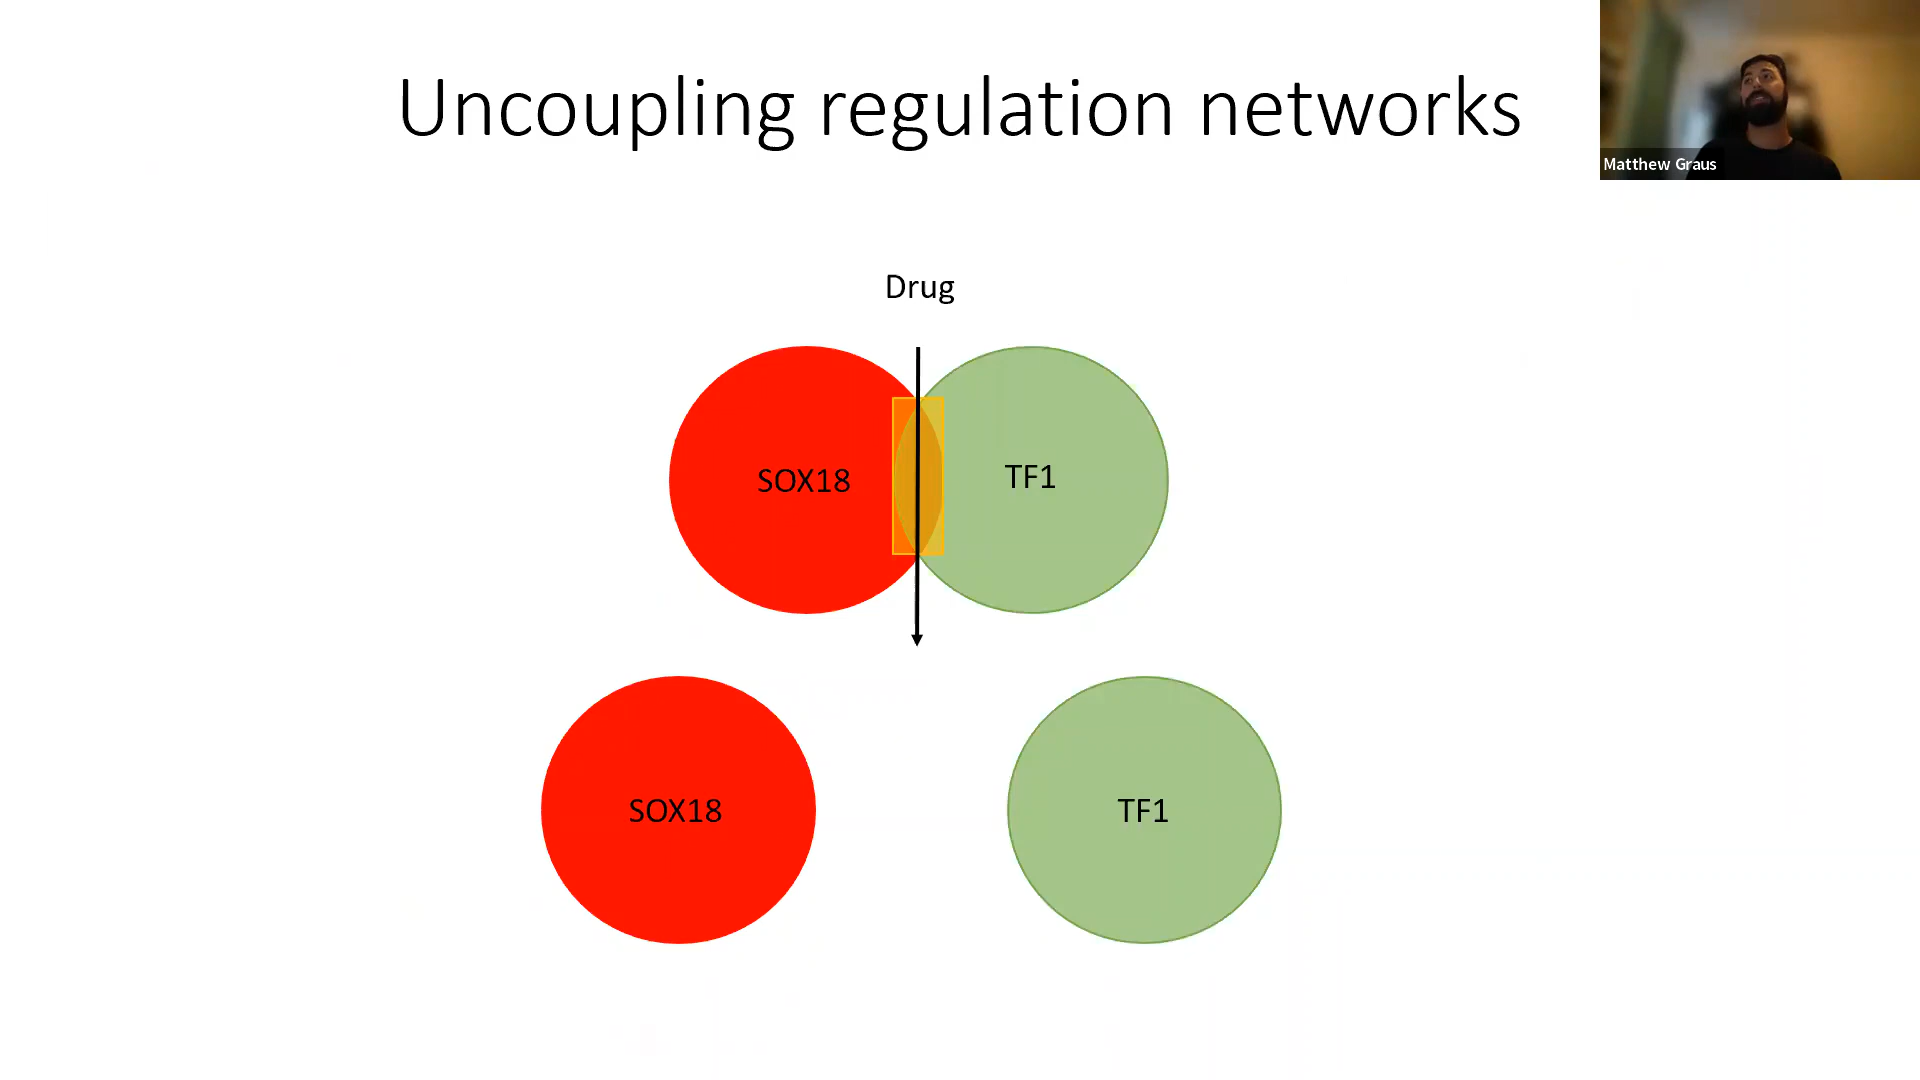 Uncoupling regulation networks
Matthew Graus
Drug
SOX18
TF1
SOX18
TF1